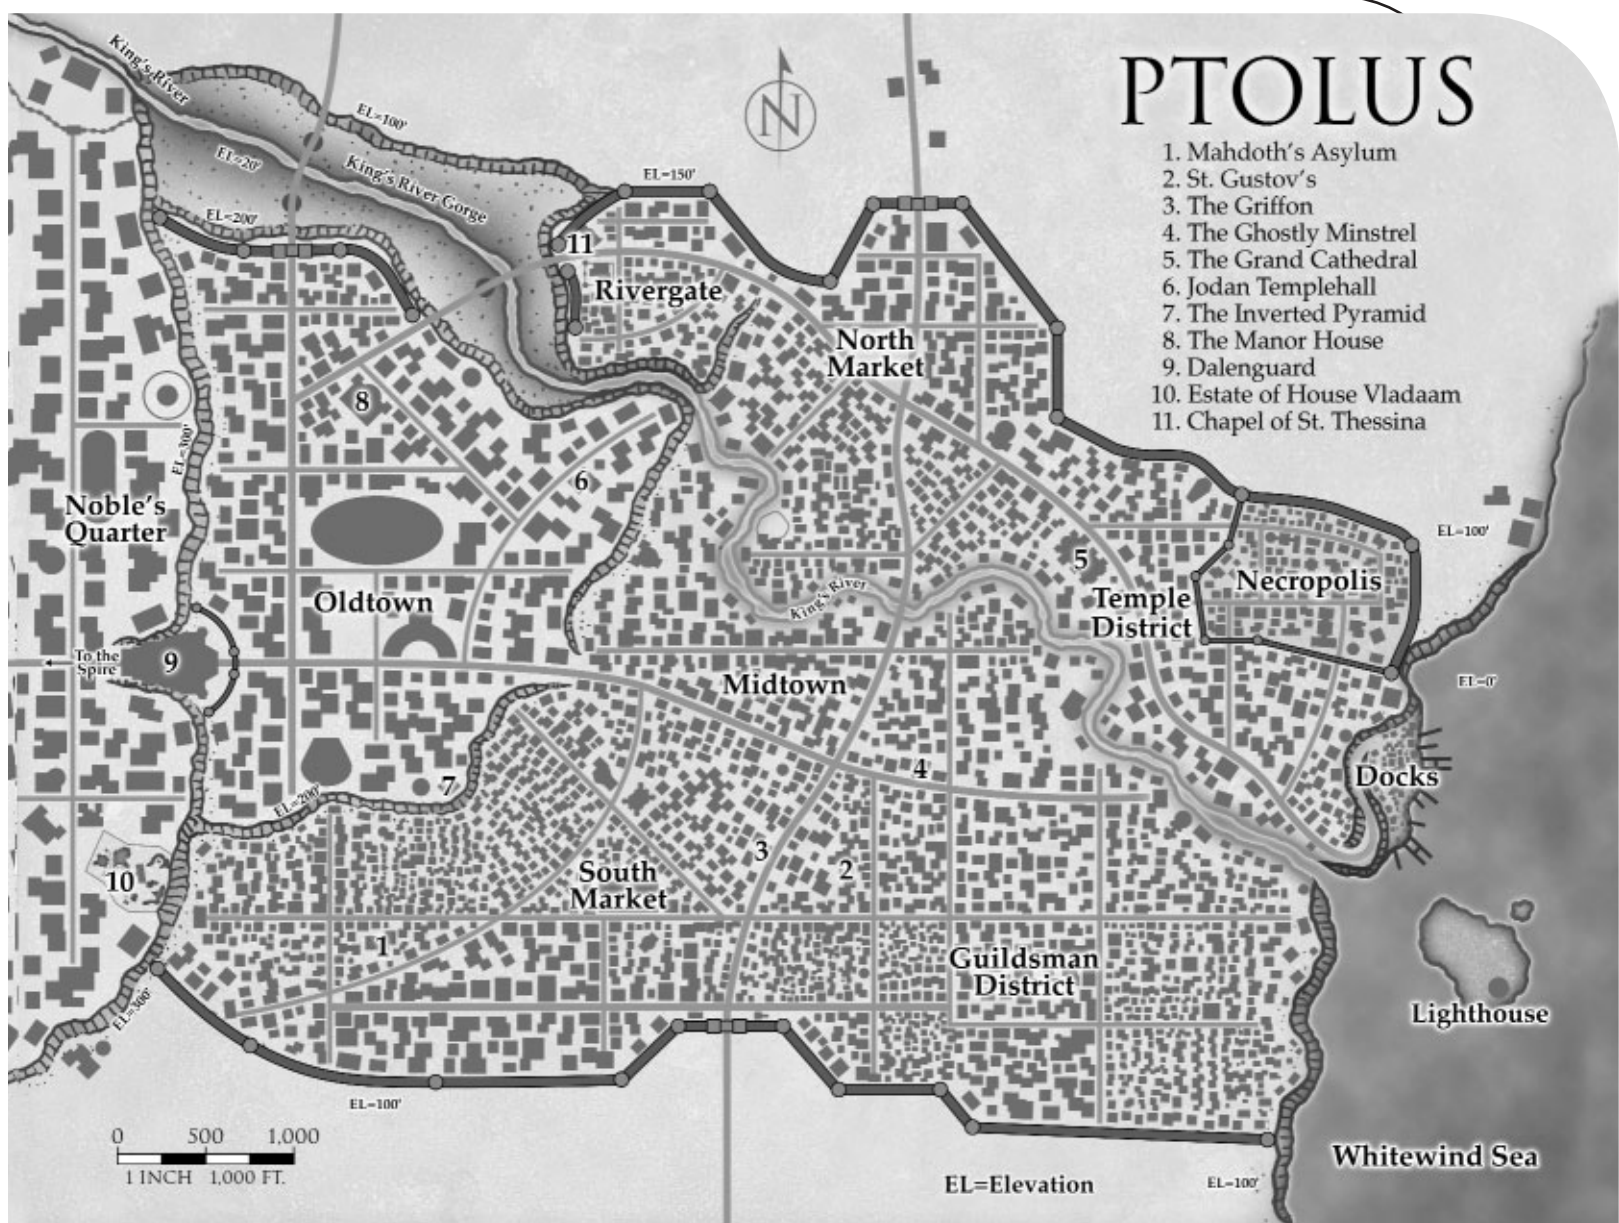 PTOLUS
1. Mahdoth's Asylum
2. St. Gustov's
3. The Griffon
4. The Ghostly Minstrel
5. The Grand Cathedral
6. Jodan Templehall
7. The Inverted Pyramid
8. The Manor House
9. Dalenguard
10. Estate of House Vladaam
11. Chapel of St. Thessina
King's River
EL=100'
EL=20'
King's River Gorge
EL=150'
EL=200'
N
11
Rivergate
North
Market
8
EL=300'
6
Noble's
Quarter
EL=100'
5
Necropolis
Oldtown
King's River
Temple
District
9
To the
Spire
Midtown
EL=0'
4
Docks
7
EL=200'
3
2
10
South
Market
1
Guildsman
District
Lighthouse
EL=300'
EL=100'
0 500 1,000
1 INCH 1,000 FT.
Whitewind Sea
EL=Elevation
EL=100'